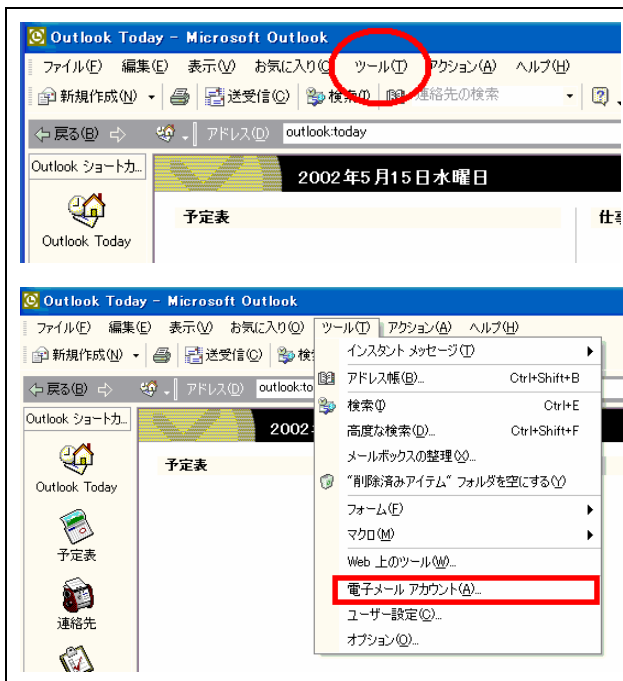 Outlook Today - Microsoft Outlook
ファイル(F) 編集(E) 表示(V) お気に入り(O ツール(T) アクション(A) ヘルプ(H)
新規作成(N) 送受信(C) 検索(I) 連絡先の検索
戻る(B) アドレス(D) outlook:today
Outlook ショートカ...
2002年5月15日水曜日
予定表
Outlook Today
Outlook Today - Microsoft Outlook
ファイル(F) 編集(E) 表示(V) お気に入り(O) ツール(T) アクション(A) ヘルプ(H)
新規作成(N) 送受信(C) 検
インスタント メッセージ(T)
戻る(B) アドレス(D) outlook:to
アドレス帳(B)... Ctrl+Shift+B
検索(I) Ctrl+E
Outlook ショートカ...
2002
高度な検索(D)... Ctrl+Shift+F
メールボックスの整理(X)...
予定表
"削除済みアイテム" フォルダを空にする(Y)
Outlook Today
フォーム(F)
マクロ(M)
予定表
Web 上のツール(W)...
電子メール アカウント(A)...
ユーザー設定(C)...
連絡先
オプション(O)...